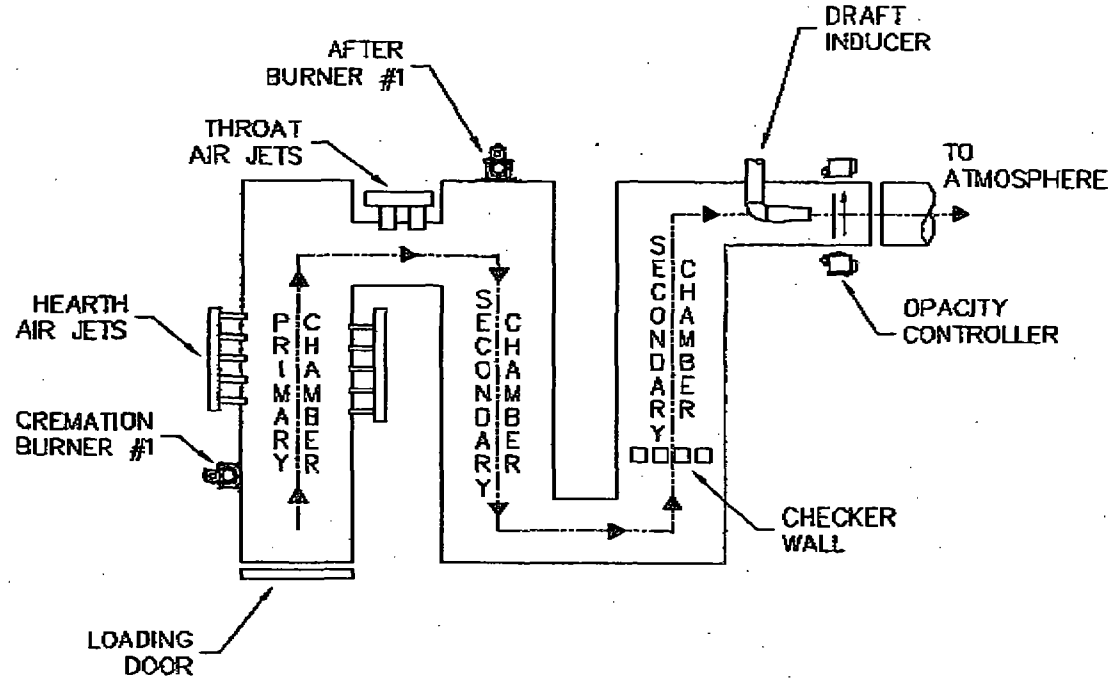 DRAFT
INDUCER
AFTER
BURNER #1
THROAT
AIR JETS
TO
ATMOSPHERE
HEARTH
AIR JETS
PRIMARY
CHAMBER
SECONDARY
CHAMBER
SECONDARY
CHAMBER
OPACITY
CONTROLLER
CREMATION
BURNER #1
CHECKER
WALL
LOADING
DOOR